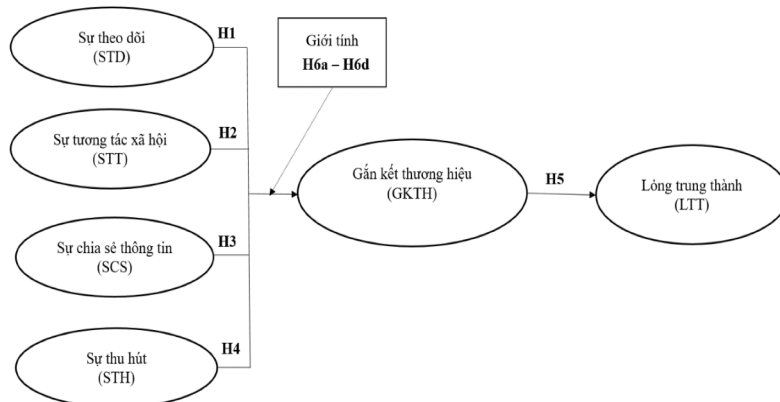 Sự theo dõi
(STD)
H1
Giới tính
H6a – H6d
Sự tương tác xã hội
(STT)
H2
Gắn kết thương hiệu
(GKTH)
H5
Lòng trung thành
(LTT)
Sự chia sẻ thông tin
(SCS)
H3
Sự thu hút
(STH)
H4